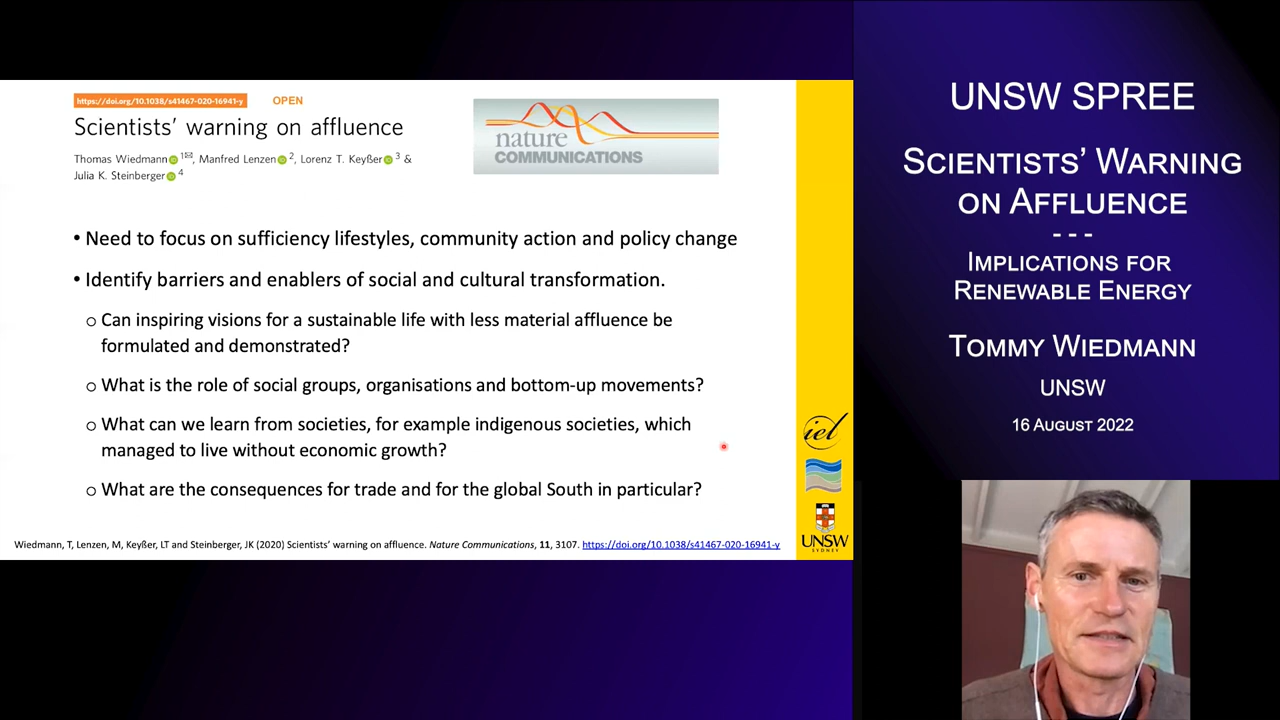 https://doi.org/10.1038/s41467-020-16941-y OPEN
Scientists' warning on affluence
Thomas Wiedmann 1✉, Manfred Lenzen 2, Lorenz T. Keyßer 3 &
Julia K. Steinberger 4
nature
COMMUNICATIONS
• Need to focus on sufficiency lifestyles, community action and policy change
• Identify barriers and enablers of social and cultural transformation.
o Can inspiring visions for a sustainable life with less material affluence be
formulated and demonstrated?
o What is the role of social groups, organisations and bottom-up movements?
o What can we learn from societies, for example indigenous societies, which
managed to live without economic growth?
o What are the consequences for trade and for the global South in particular?
Wiedmann, T, Lenzen, M, Keyßer, LT and Steinberger, JK (2020) Scientists' warning on affluence. Nature Communications, 11, 3107. https://doi.org/10.1038/s41467-020-16941-y
iel
UNSW
SYDNEY
UNSW SPREE
Scientists' Warning
on Affluence
- - -
Implications for
Renewable Energy
Tommy Wiedmann
UNSW
16 August 2022